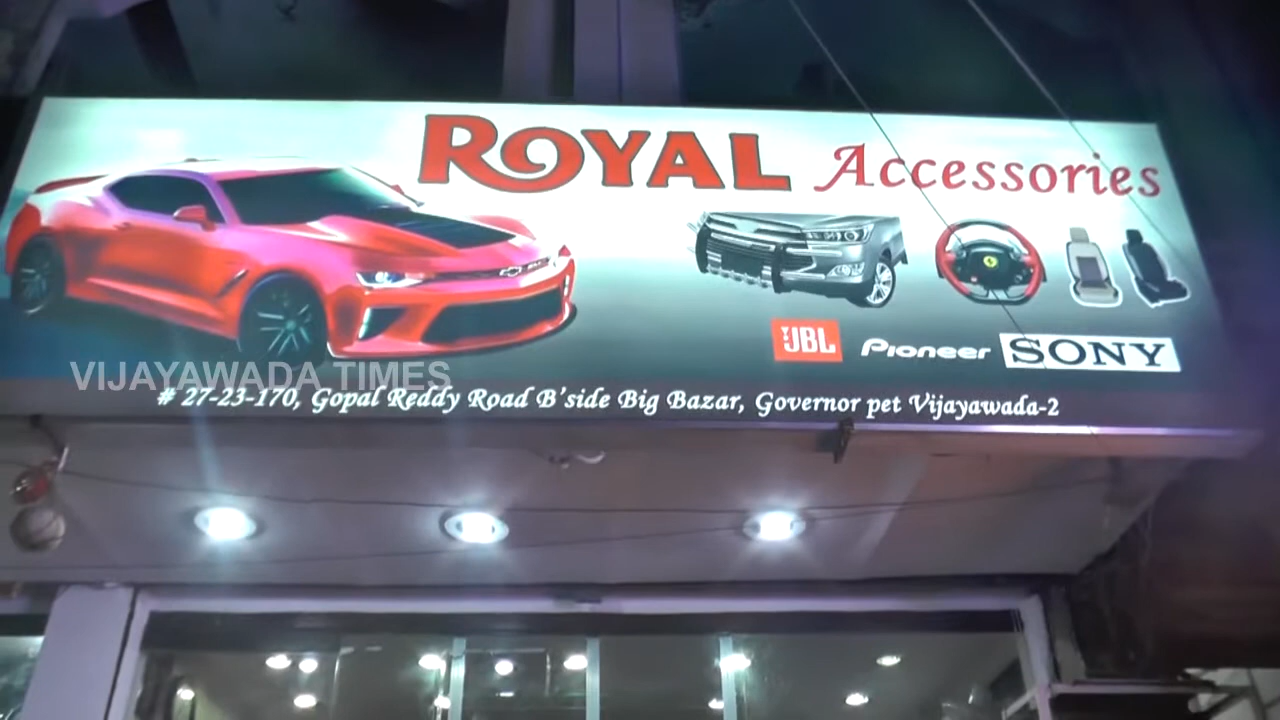 ROYAL Accessories
JBL Pioneer SONY
VIJAYAWADA TIMES
# 27-23-170, Gopal Reddy Road B'side Big Bazar, Governor pet Vijayawada-2